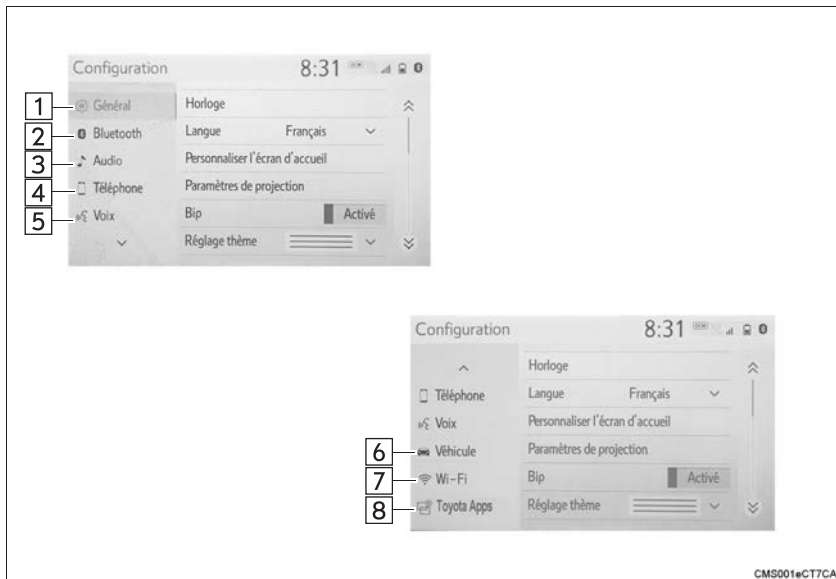 Configuration 8:31 DCM
1 Général Horloge
2 Bluetooth Langue Français
3 Audio Personnaliser l'écran d'accueil
4 Téléphone Paramètres de projection
5 Voix Bip Activé
Réglage thème
Configuration 8:31 DCM
Horloge
Téléphone Langue Français
Voix Personnaliser l'écran d'accueil
6 Véhicule Paramètres de projection
7 Wi-Fi Bip Activé
8 Toyota Apps Réglage thème
CMS001eCT7CA